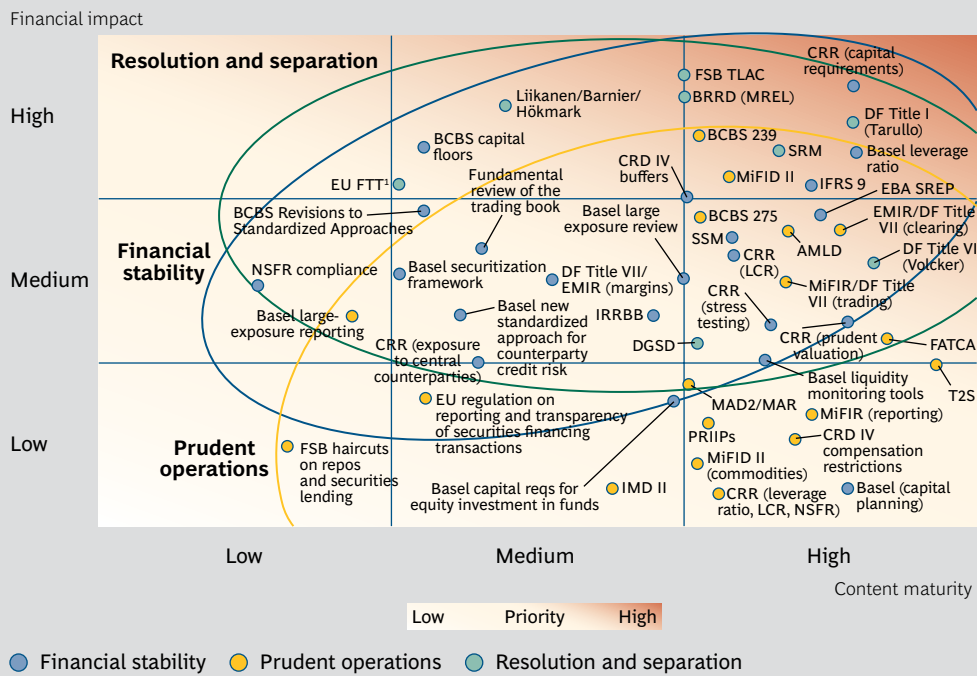 Financial impact
Resolution and separation
High
CRR (capital
requirements)
FSB TLAC
BRRD (MREL)
Liikanen/Barnier/
Hökmark
DF Title I
(Tarullo)
BCBS 239
BCBS capital
floors
SRM
Basel leverage
ratio
CRD IV
buffers
Fundamental
review of the
trading book
MiFID II
IFRS 9
EU FTT¹
EBA SREP
BCBS Revisions to
Standardized Approaches
Basel large
exposure review
BCBS 275
EMIR/DF Title
VII (clearing)
SSM
AMLD
Financial
stability
Medium
CRR
(LCR)
DF Title VI
(Volcker)
NSFR compliance
Basel securitization
framework
DF Title VII/
EMIR (margins)
MiFIR/DF Title
VII (trading)
CRR
(stress
testing)
Basel large-
exposure reporting
Basel new
standardized
approach for
counterparty
credit risk
IRRBB
DGSD
CRR (prudent
valuation)
FATCA
CRR (exposure
to central
counterparties)
Basel liquidity
monitoring tools
T2S
EU regulation on
reporting and transparency
of securities financing
transactions
MAD2/MAR
MiFIR (reporting)
Low
Prudent
operations
PRIIPs
CRD IV
compensation
restrictions
FSB haircuts
on repos
and securities
lending
MiFID II
(commodities)
Basel capital reqs for
equity investment in funds
IMD II
CRR (leverage
ratio, LCR, NSFR)
Basel (capital
planning)
Low
Medium
High
Content maturity
Low Priority High
Financial stability
Prudent operations
Resolution and separation